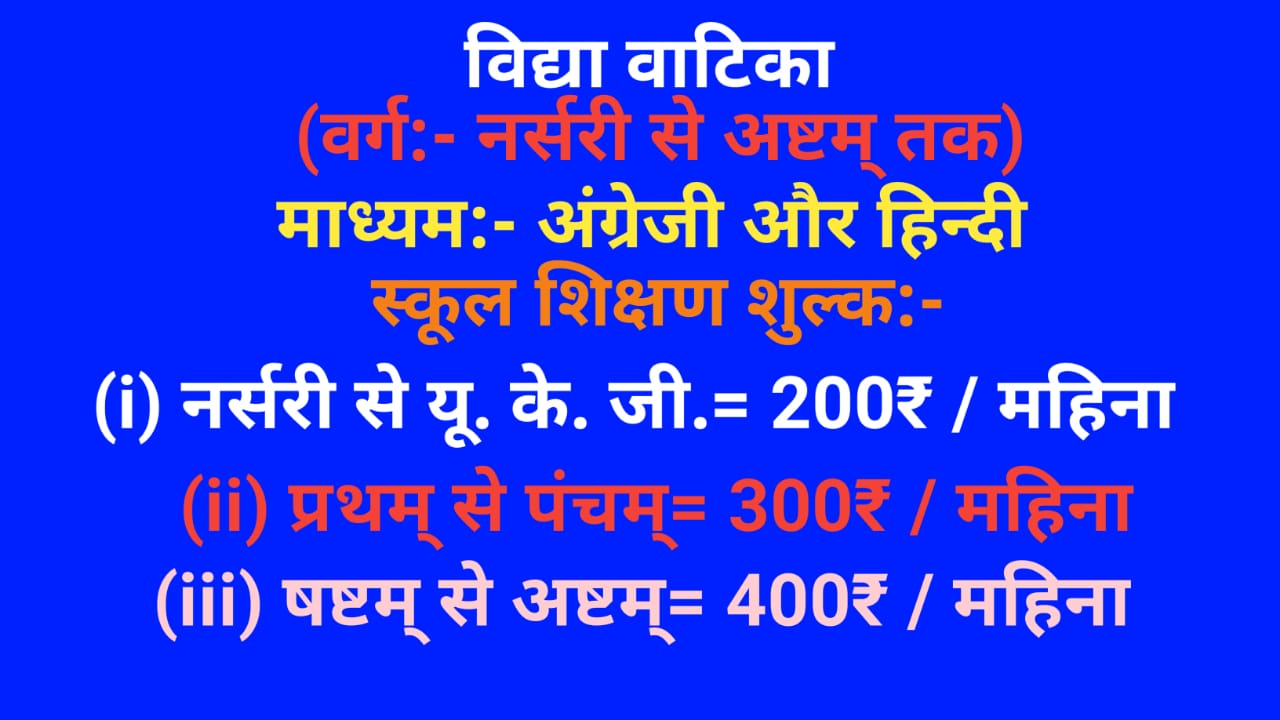 विद्या वाटिका
(वर्ग:- नर्सरी से अष्टम् तक)
माध्यम:- अंग्रेजी और हिन्दी
स्कूल शिक्षण शुल्क:-
(i) नर्सरी से यू. के. जी.= 200₹ / महिना
(ii) प्रथम् से पंचम्= 300₹ / महिना
(iii) षष्टम् से अष्टम्= 400₹ / महिना